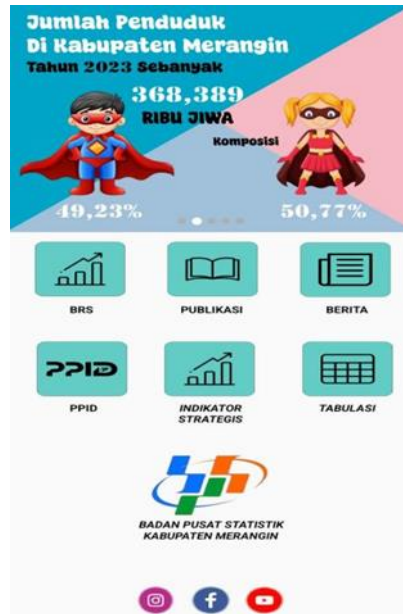 Jumlah Penduduk
Di Kabupaten Merangin
Tahun 2023 Sebanyak
368,389
RIBU JIWA
Komposisi
49,23%
50,77%
BRS
PUBLIKASI
BERITA
PPID
PPID
INDIKATOR
STRATEGIS
TABULASI
BADAN PUSAT STATISTIK
KABUPATEN MERANGIN